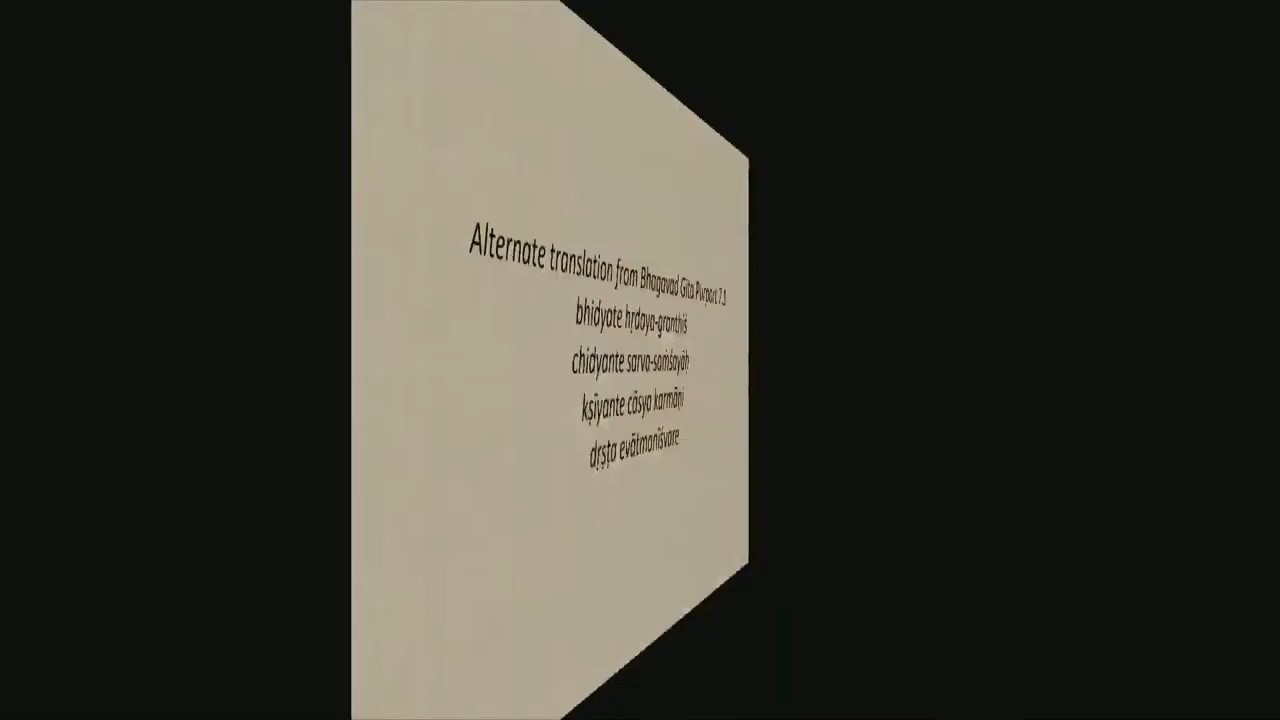 Alternate translation from Bhagavad Gita Purport 7.1
bhidyate hṛdaya-granthiś
chidyante sarva-saṁśayāḥ
kṣīyante cāsya karmāṇi
dṛṣṭa evātmanīśvare